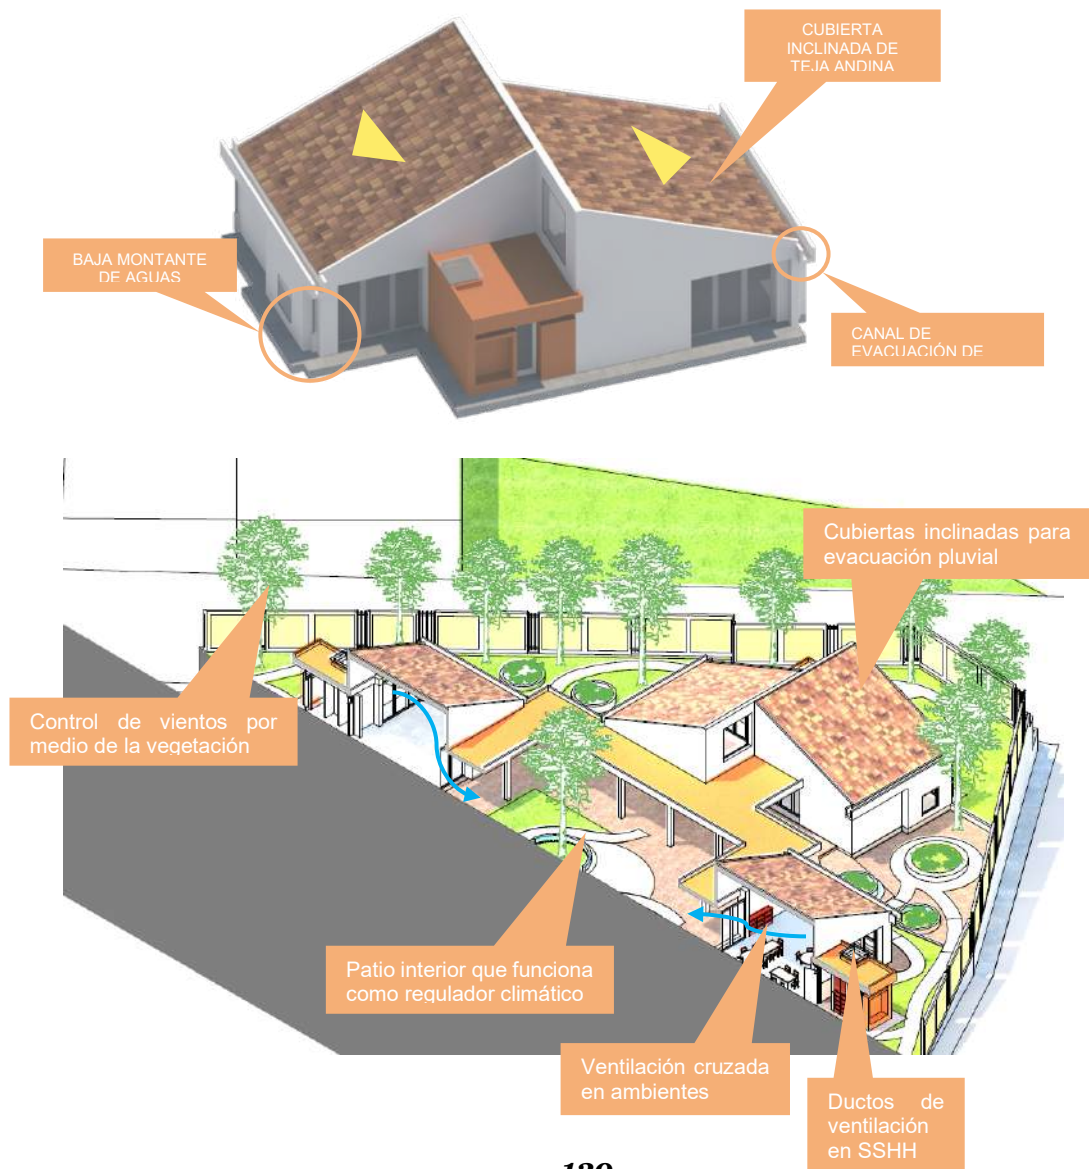 CUBIERTA
INCLINADA DE
TEJA ANDINA
BAJA MONTANTE
DE AGUAS
CANAL DE
EVACUACIÓN DE
Cubiertas inclinadas para
evacuación pluvial
Control de vientos por
medio de la vegetación
Patio interior que funciona
como regulador climático
Ventilación cruzada
en ambientes
Ductos de
ventilación
en SSHH